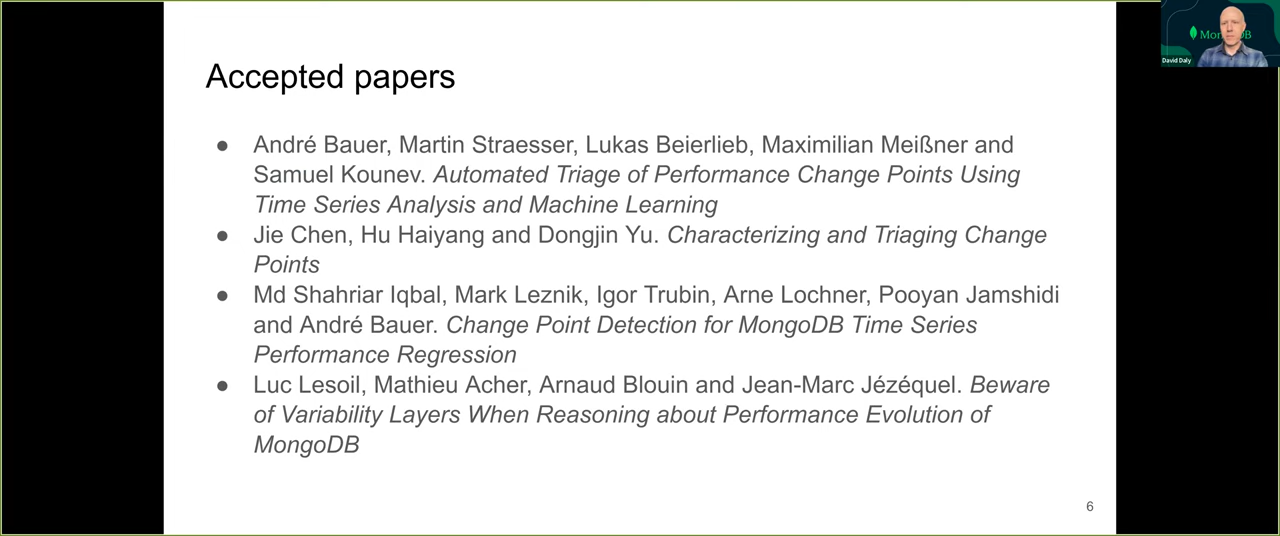 Accepted papers
● André Bauer, Martin Straesser, Lukas Beierlieb, Maximilian Meißner and
Samuel Kounev. Automated Triage of Performance Change Points Using
Time Series Analysis and Machine Learning
● Jie Chen, Hu Haiyang and Dongjin Yu. Characterizing and Triaging Change
Points
● Md Shahriar Iqbal, Mark Leznik, Igor Trubin, Arne Lochner, Pooyan Jamshidi
and André Bauer. Change Point Detection for MongoDB Time Series
Performance Regression
● Luc Lesoil, Mathieu Acher, Arnaud Blouin and Jean-Marc Jézéquel. Beware
of Variability Layers When Reasoning about Performance Evolution of
MongoDB
6
David Daly